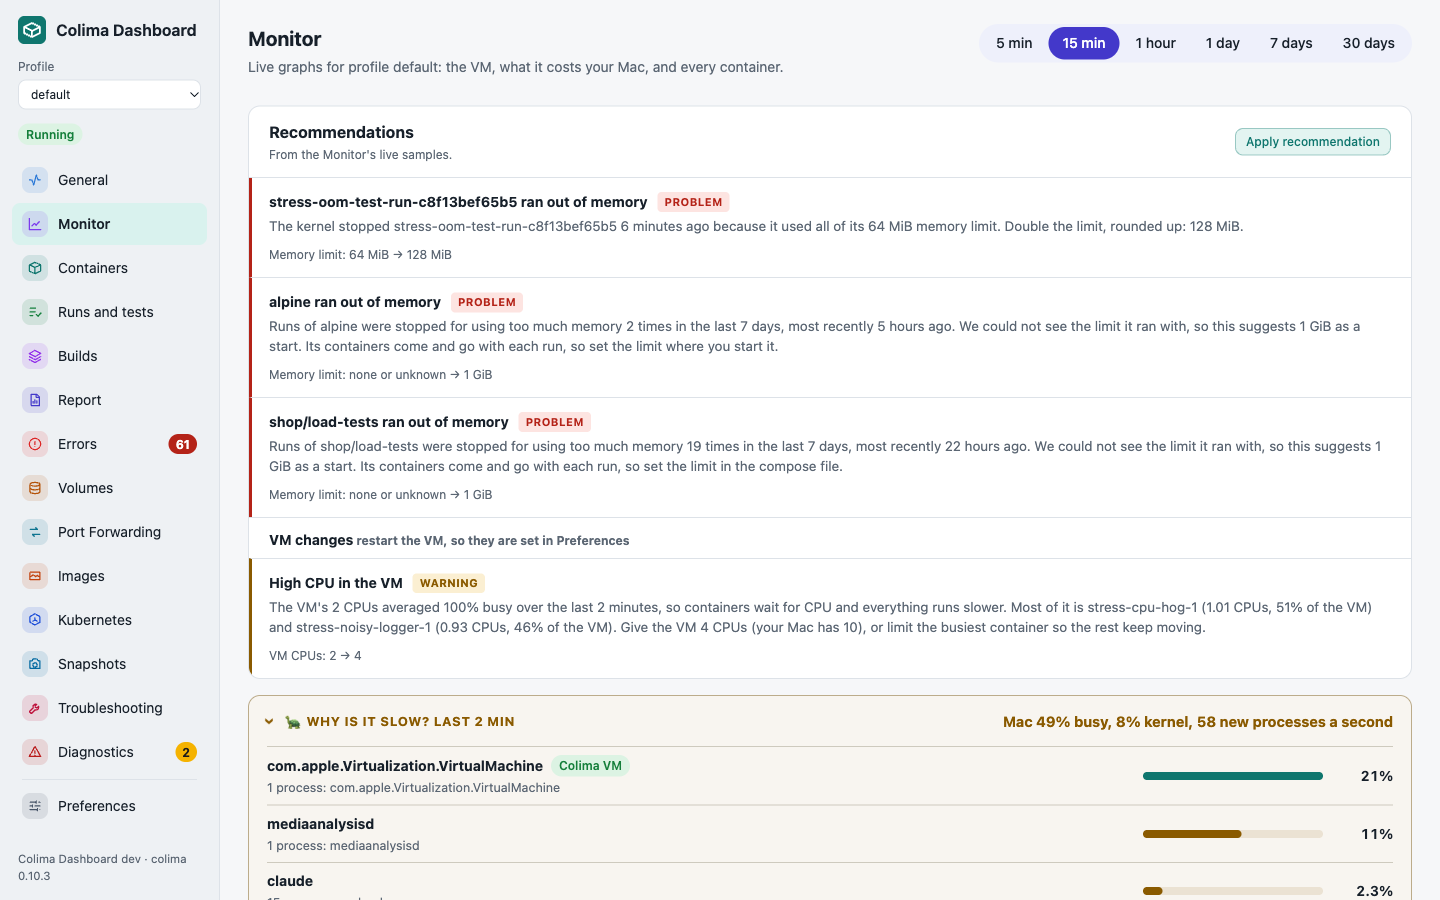 Colima Dashboard
Profile
default
Running
General
Monitor
Containers
Runs and tests
Builds
Report
Errors
61
Volumes
Port Forwarding
Images
Kubernetes
Snapshots
Troubleshooting
Diagnostics
2
Preferences
Colima Dashboard dev · colima
0.10.3
Monitor
Live graphs for profile default: the VM, what it costs your Mac, and every container.
5 min
15 min
1 hour
1 day
7 days
30 days
Recommendations
From the Monitor's live samples.
Apply recommendation
stress-oom-test-run-c8f13bef65b5 ran out of memory PROBLEM
The kernel stopped stress-oom-test-run-c8f13bef65b5 6 minutes ago because it used all of its 64 MiB memory limit. Double the limit, rounded up: 128 MiB.
Memory limit: 64 MiB → 128 MiB
alpine ran out of memory PROBLEM
Runs of alpine were stopped for using too much memory 2 times in the last 7 days, most recently 5 hours ago. We could not see the limit it ran with, so this suggests 1 GiB as a
start. Its containers come and go with each run, so set the limit where you start it.
Memory limit: none or unknown → 1 GiB
shop/load-tests ran out of memory PROBLEM
Runs of shop/load-tests were stopped for using too much memory 19 times in the last 7 days, most recently 22 hours ago. We could not see the limit it ran with, so this suggests 1
GiB as a start. Its containers come and go with each run, so set the limit in the compose file.
Memory limit: none or unknown → 1 GiB
VM changes restart the VM, so they are set in Preferences
High CPU in the VM WARNING
The VM's 2 CPUs averaged 100% busy over the last 2 minutes, so containers wait for CPU and everything runs slower. Most of it is stress-cpu-hog-1 (1.01 CPUs, 51% of the VM)
and stress-noisy-logger-1 (0.93 CPUs, 46% of the VM). Give the VM 4 CPUs (your Mac has 10), or limit the busiest container so the rest keep moving.
VM CPUs: 2 → 4
WHY IS IT SLOW? LAST 2 MIN
Mac 49% busy, 8% kernel, 58 new processes a second
com.apple.Virtualization.VirtualMachine Colima VM
1 process: com.apple.Virtualization.VirtualMachine
21%
mediaanalysisd
1 process: mediaanalysisd
11%
claude
2.3%